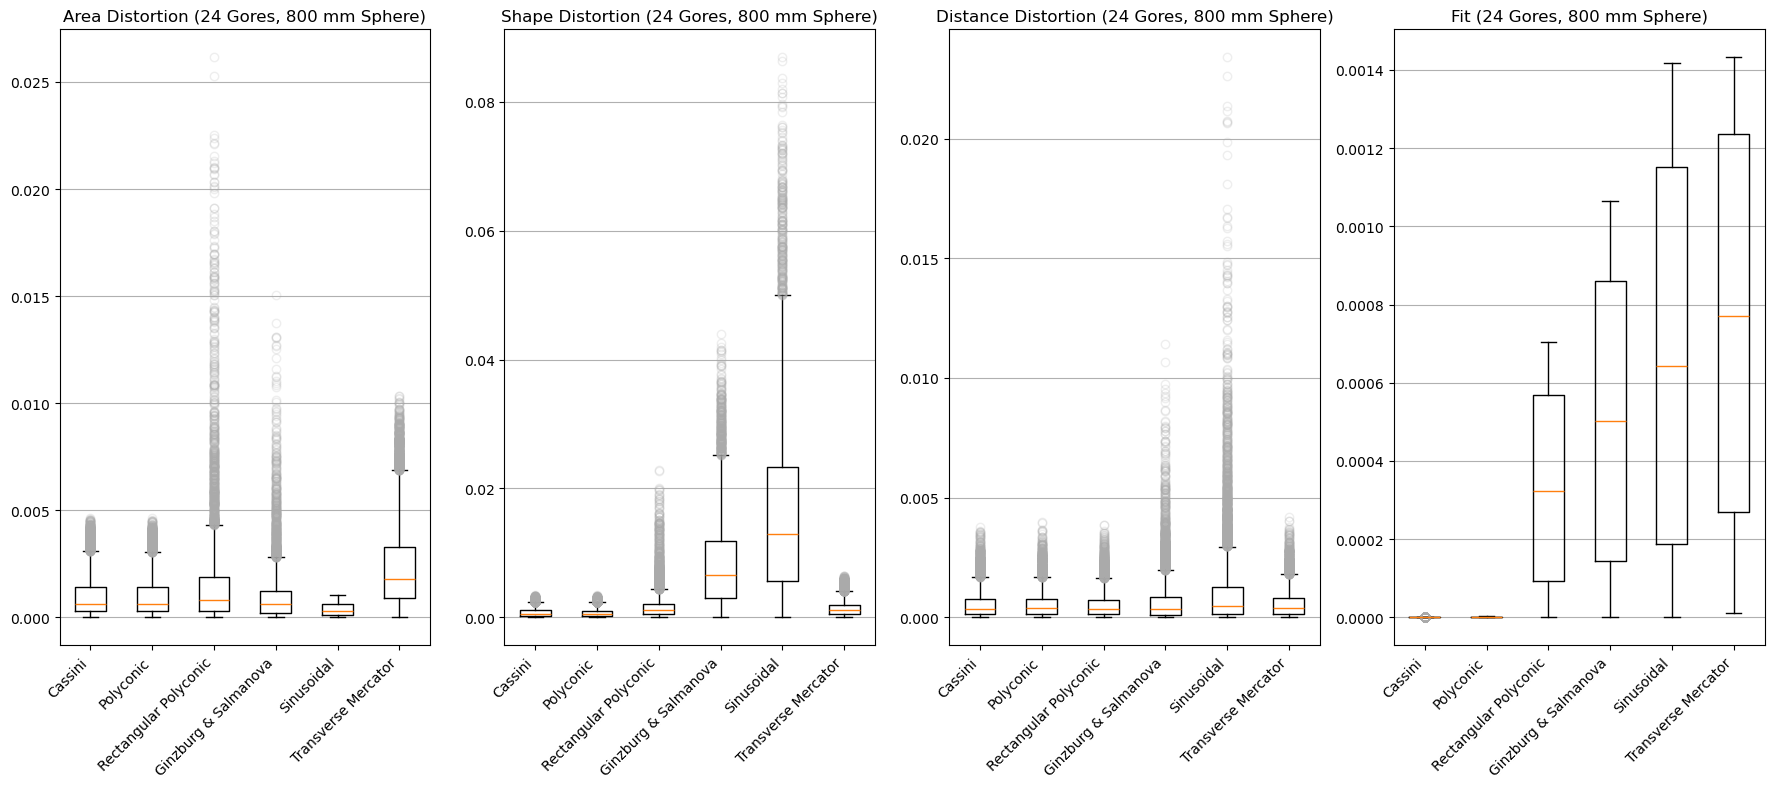 Area Distortion (24 Gores, 800 mm Sphere)
0.025
0.020
0.015
0.010
0.005
0.000
Cassini
Polyconic
Rectangular Polyconic
Ginzburg & Salmanova
Sinusoidal
Transverse Mercator
Shape Distortion (24 Gores, 800 mm Sphere)
0.08
0.06
0.04
0.02
0.00
Cassini
Polyconic
Rectangular Polyconic
Ginzburg & Salmanova
Sinusoidal
Transverse Mercator
Distance Distortion (24 Gores, 800 mm Sphere)
0.020
0.015
0.010
0.005
0.000
Cassini
Polyconic
Rectangular Polyconic
Ginzburg & Salmanova
Sinusoidal
Transverse Mercator
Fit (24 Gores, 800 mm Sphere)
0.0014
0.0012
0.0010
0.0008
0.0006
0.0004
0.0002
0.0000
Cassini
Polyconic
Rectangular Polyconic
Ginzburg & Salmanova
Sinusoidal
Transverse Mercator